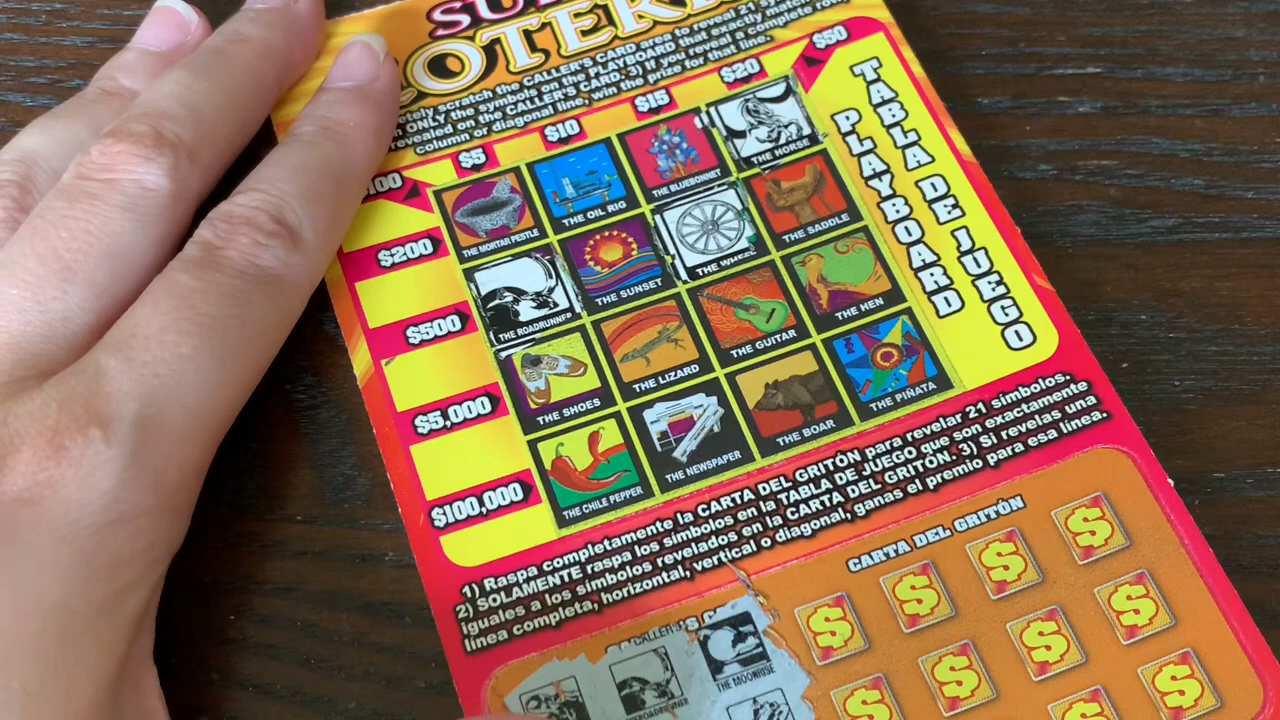 $50
$20
$15
$10
$5
$200
$500
$5,000
$100,000
CALLER'S CARD area to reveal 21
ONLY the symbols on the PLAYBOARD that exactly match
revealed on the CALLER'S CARD. 3) If you reveal a complete row,
column or diagonal line, win the prize for that line.
TABLA DE JUEGO
PLAYBOARD
THE MORTAR PESTLE
THE OIL RIG
THE BLUEBONNET
THE HORSE
THE ROADRUNNER
THE SUNSET
THE WHEEL
THE SADDLE
THE SHOES
THE LIZARD
THE GUITAR
THE HEN
THE CHILE PEPPER
THE NEWSPAPER
THE BOAR
THE PIÑATA
1) Raspa completamente la CARTA DEL GRITÓN para revelar 21 símbolos.
2) SOLAMENTE raspa los símbolos en la TABLA DE JUEGO que son exactamente
iguales a los símbolos revelados en la CARTA DEL GRITÓN. 3) Si revelas una
línea completa, horizontal, vertical o diagonal, ganas el premio para esa línea.
CARTA DEL GRITÓN
THE MOONRISE
ROADRUNNER
$ $ $ $
$ $ $
$ $ $